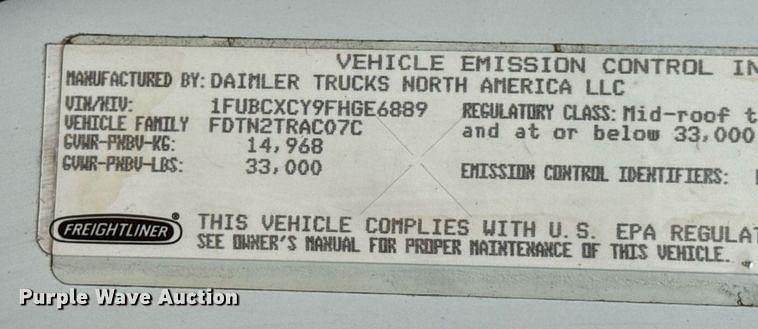 VEHICLE EMISSION CONTROL IN
MANUFACTURED BY: DAIMLER TRUCKS NORTH AMERICA LLC
VIN/NIV: 1FUBCXCY9FHGE6889 REGULATORY CLASS: Mid-roof t
VEHICLE FAMILY FDTN2TRAC07C and at or below 33,000
GVWR-PNBV-KG: 14,968
GVWR-PNBV-LBS: 33,000 EMISSION CONTROL IDENTIFIERS:
FREIGHTLINER® THIS VEHICLE COMPLIES WITH U.S. EPA REGULAT
SEE OWNER'S MANUAL FOR PROPER MAINTENANCE OF THIS VEHICLE.
Purple Wave Auction